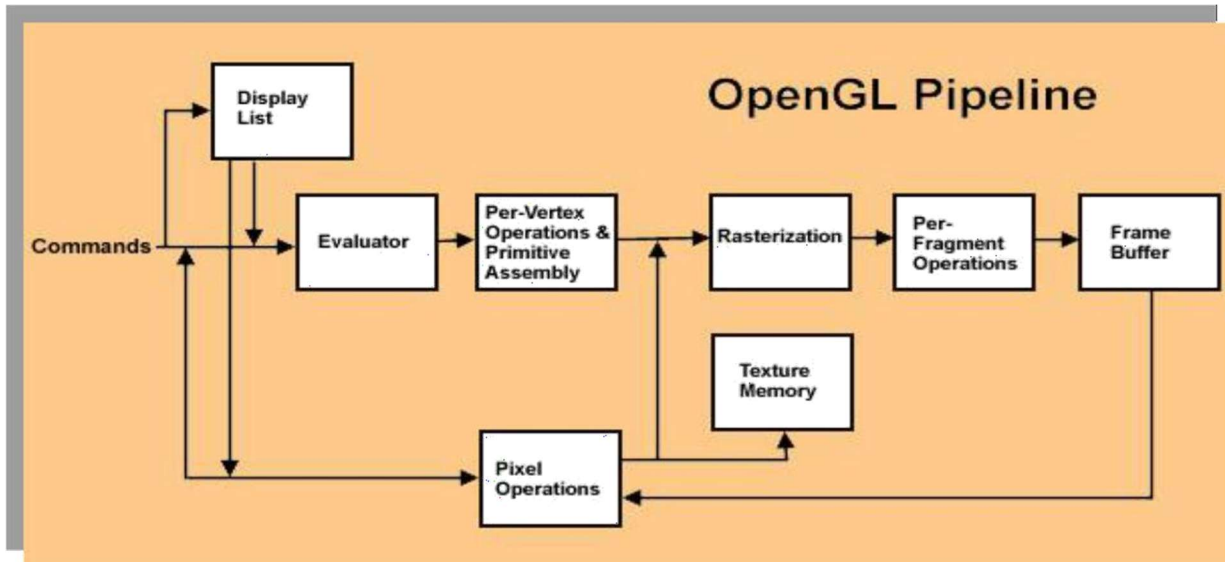 OpenGL Pipeline
Display
List
Commands
Evaluator
Per-Vertex
Operations &
Primitive
Assembly
Rasterization
Per-
Fragment
Operations
Frame
Buffer
Texture
Memory
Pixel
Operations